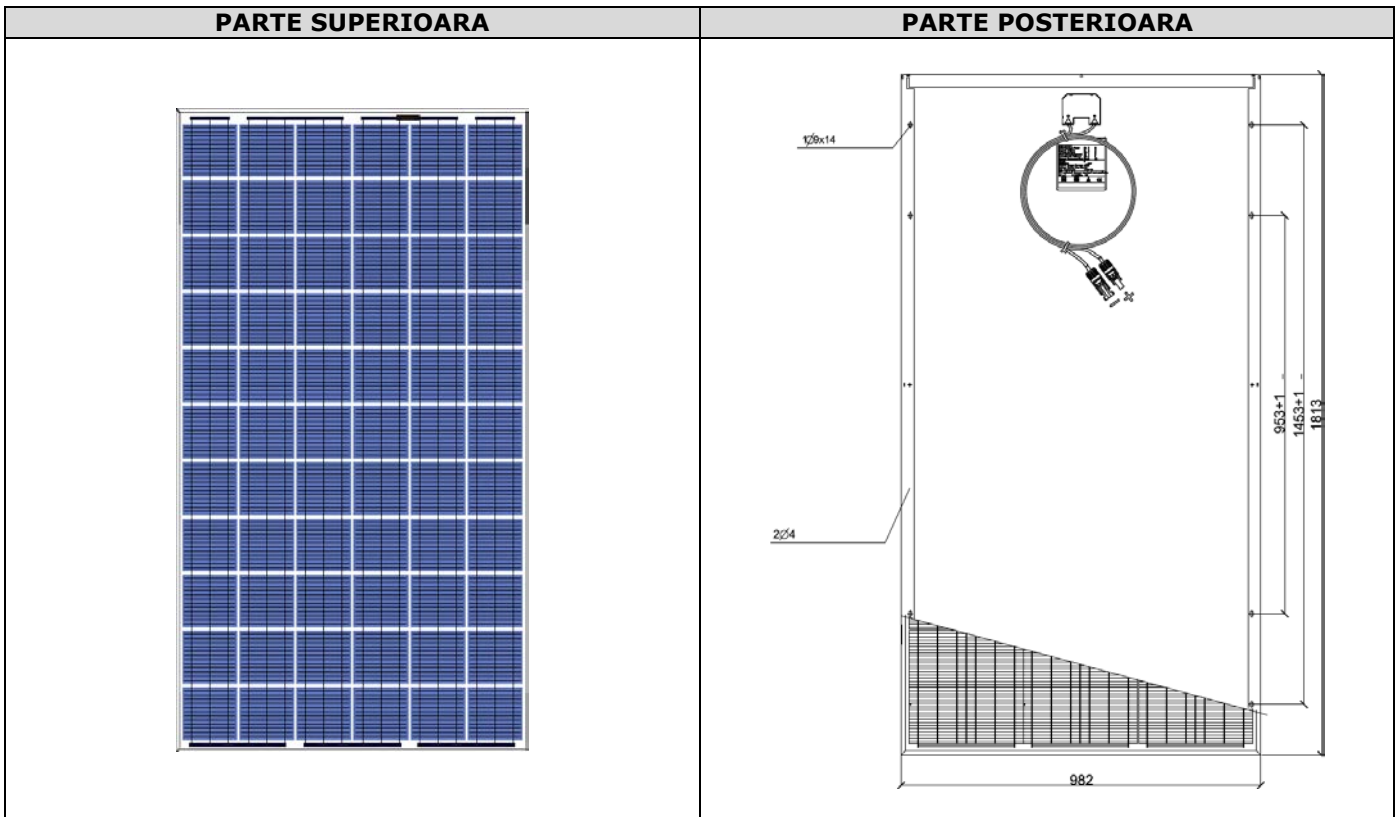 PARTE SUPERIOARA
PARTE POSTERIOARA
1Ø9x14
2Ø4
953+1 -
1453+1 -
1813
982
- +